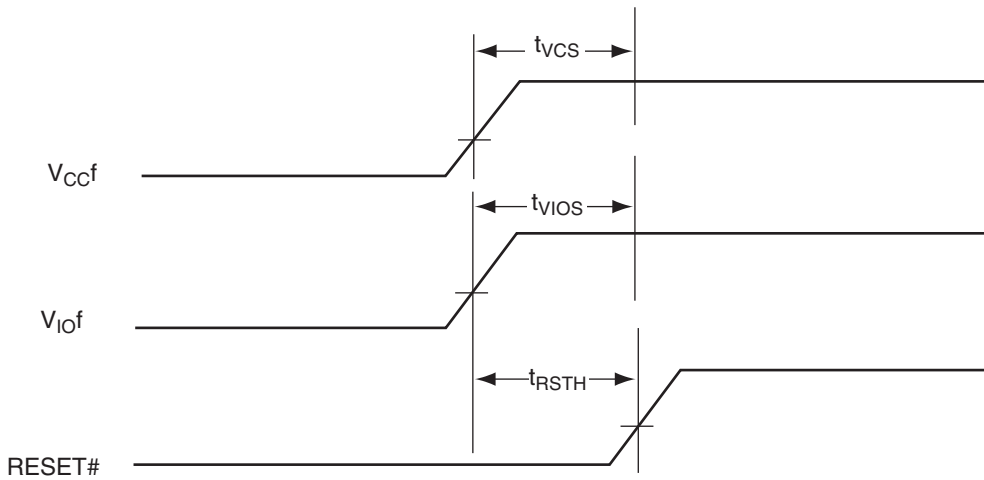 tVCS
VCCf
tVIOS
VIOf
tRSTH
RESET#